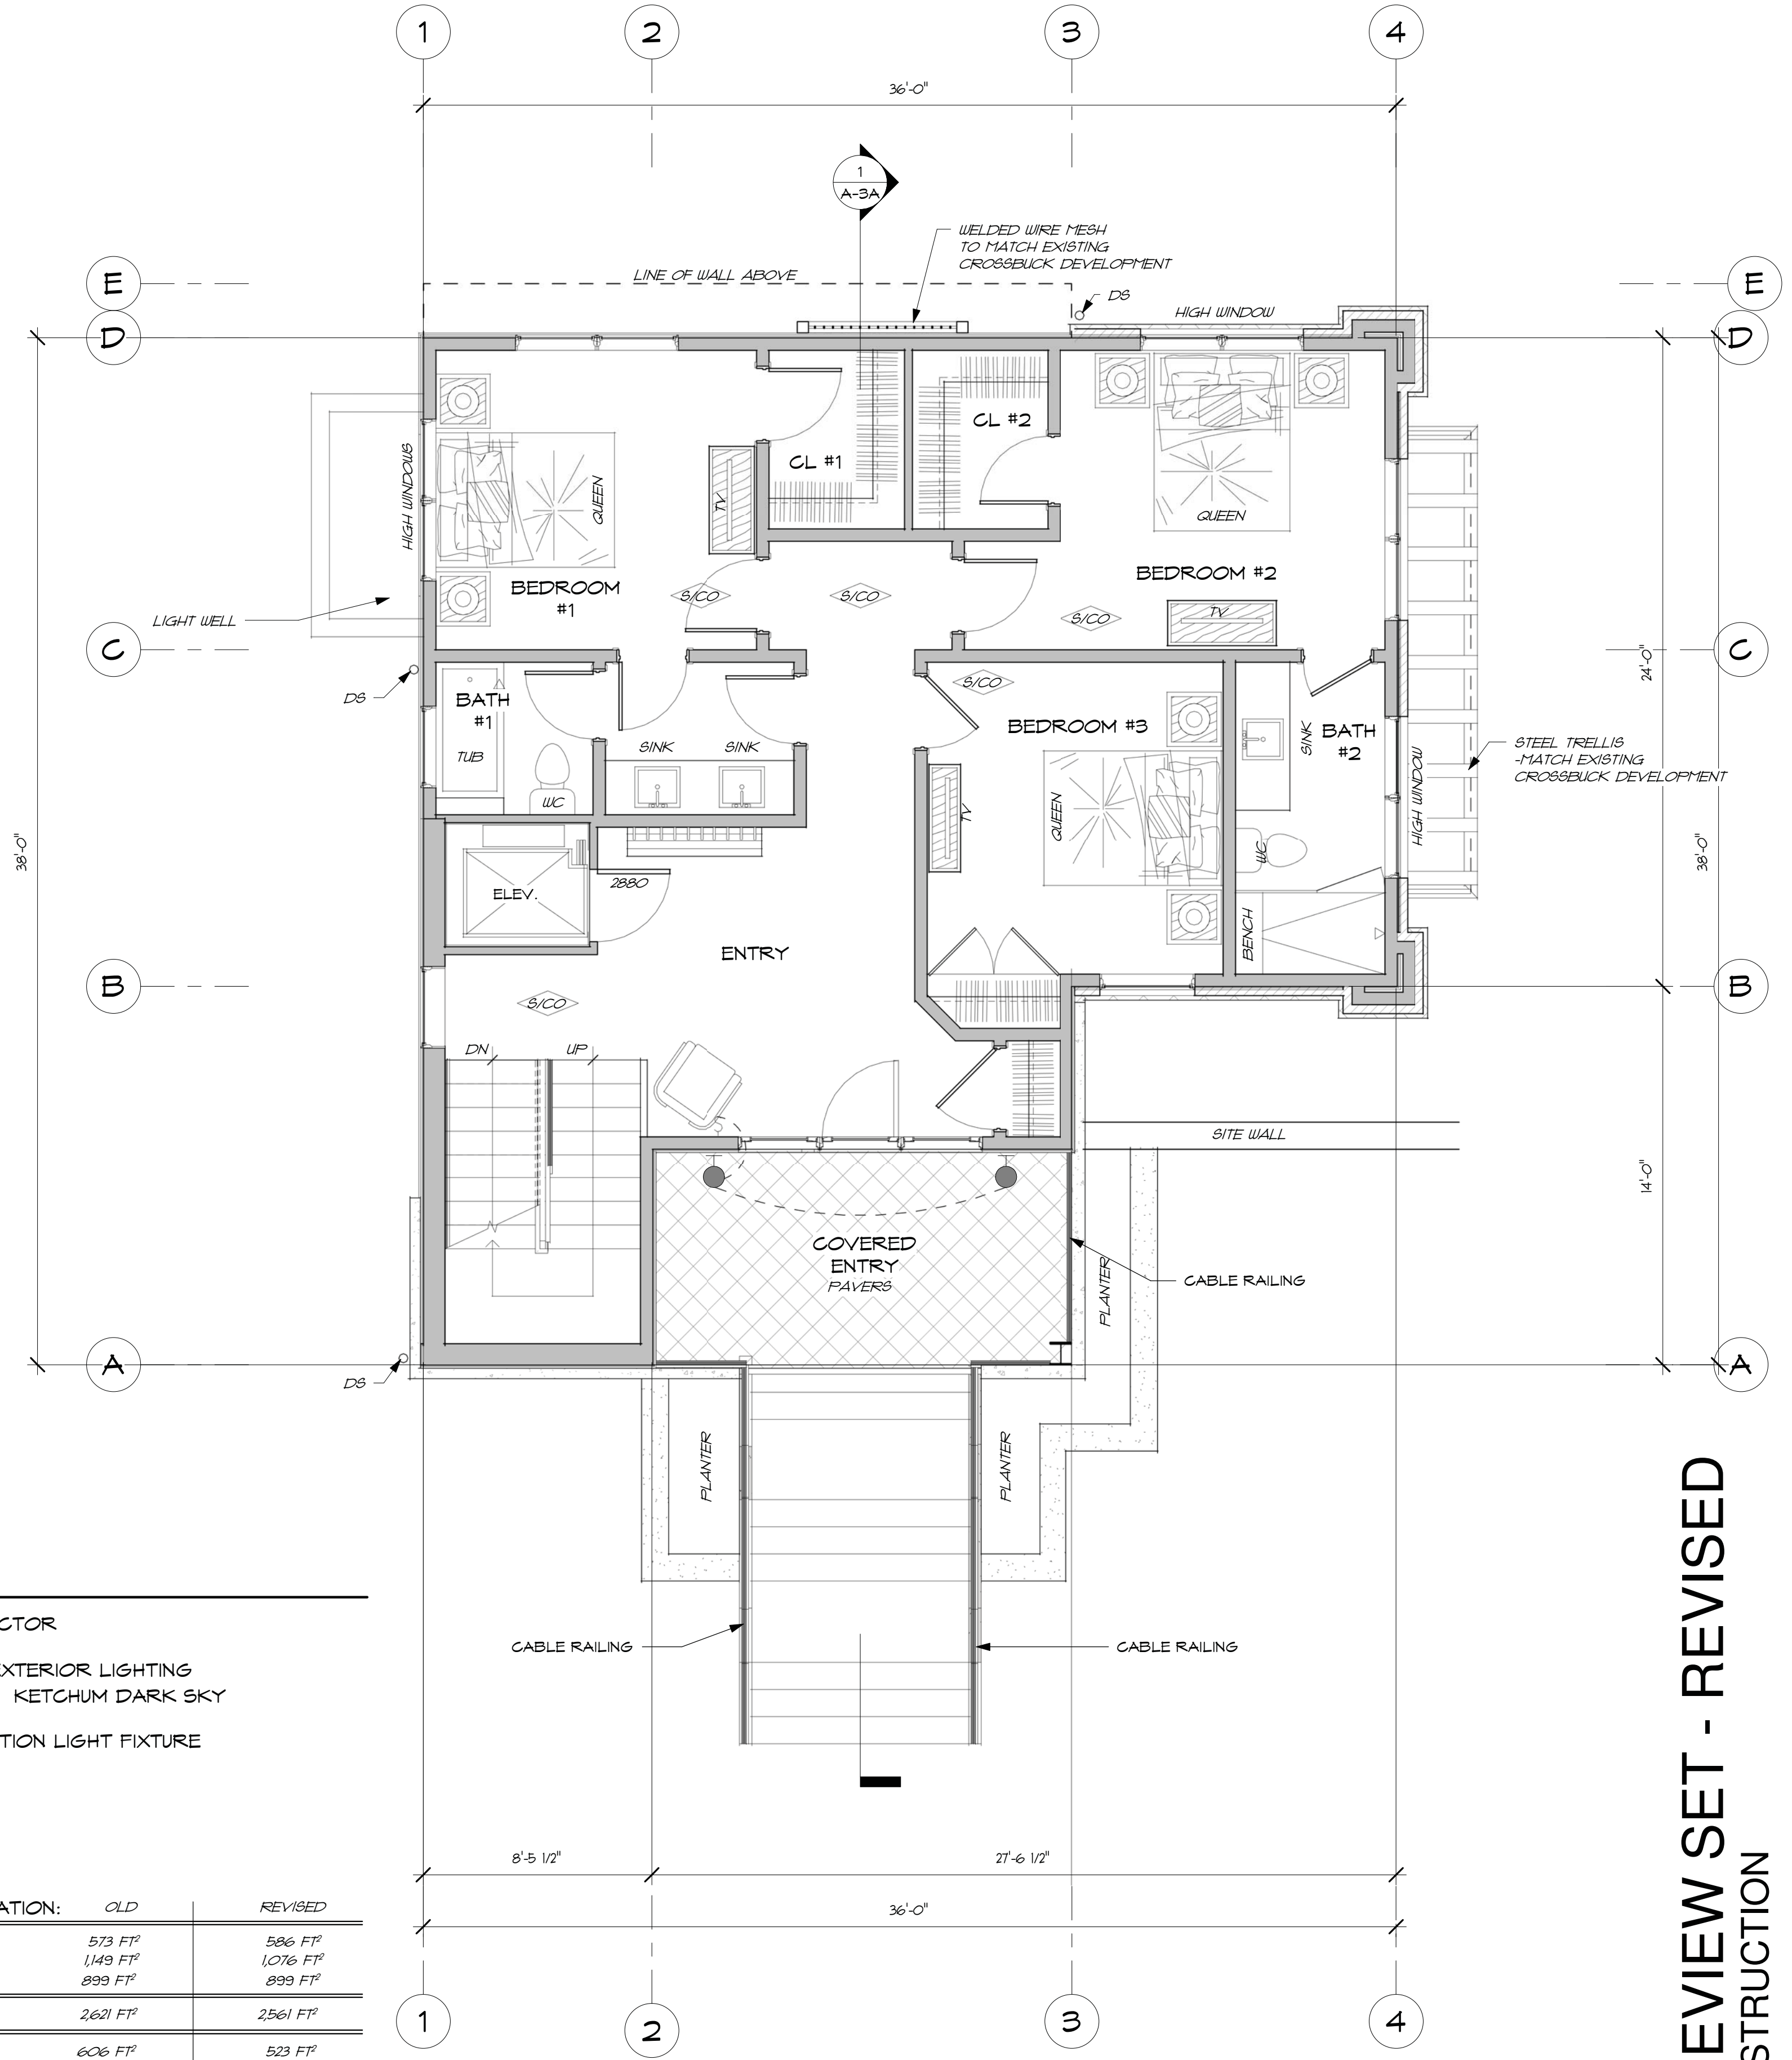 1
2
3
4
36'-0"
1
A-3A
WELDED WIRE MESH
TO MATCH EXISTING
CROSSBUCK DEVELOPMENT
LINE OF WALL ABOVE
E
E
DS
HIGH WINDOW
D
D
CL #2
CL #1
HIGH WINDOWS
QUEEN
TV
QUEEN
BEDROOM
#1
BEDROOM #2
S/CO
S/CO
S/CO
TV
LIGHT WELL
C
C
24'-0"
DS
BATH
#1
TUB
WC
SINK
SINK
S/CO
BEDROOM #3
SINK
BATH
#2
STEEL TRELLIS
-MATCH EXISTING
CROSSBUCK DEVELOPMENT
HIGH WINDOW
TV
QUEEN
WC
38'-0"
38'-0"
ELEV.
2880
BENCH
ENTRY
B
B
S/CO
DN
UP
SITE WALL
14'-0"
COVERED
ENTRY
PAVERS
PLANTER
CABLE RAILING
A
A
DS
PLANTER
PLANTER
CABLE RAILING
CABLE RAILING
CTOR
EXTERIOR LIGHTING
KETCHUM DARK SKY
TION LIGHT FIXTURE
8'-5 1/2"
27'-6 1/2"
36'-0"
ATION: OLD REVISED
573 FT² 586 FT²
1,149 FT² 1,076 FT²
899 FT² 899 FT²
2,621 FT² 2,561 FT²
606 FT² 523 FT²
1
2
3
4
EVIEW SET - REVISED
STRUCTION